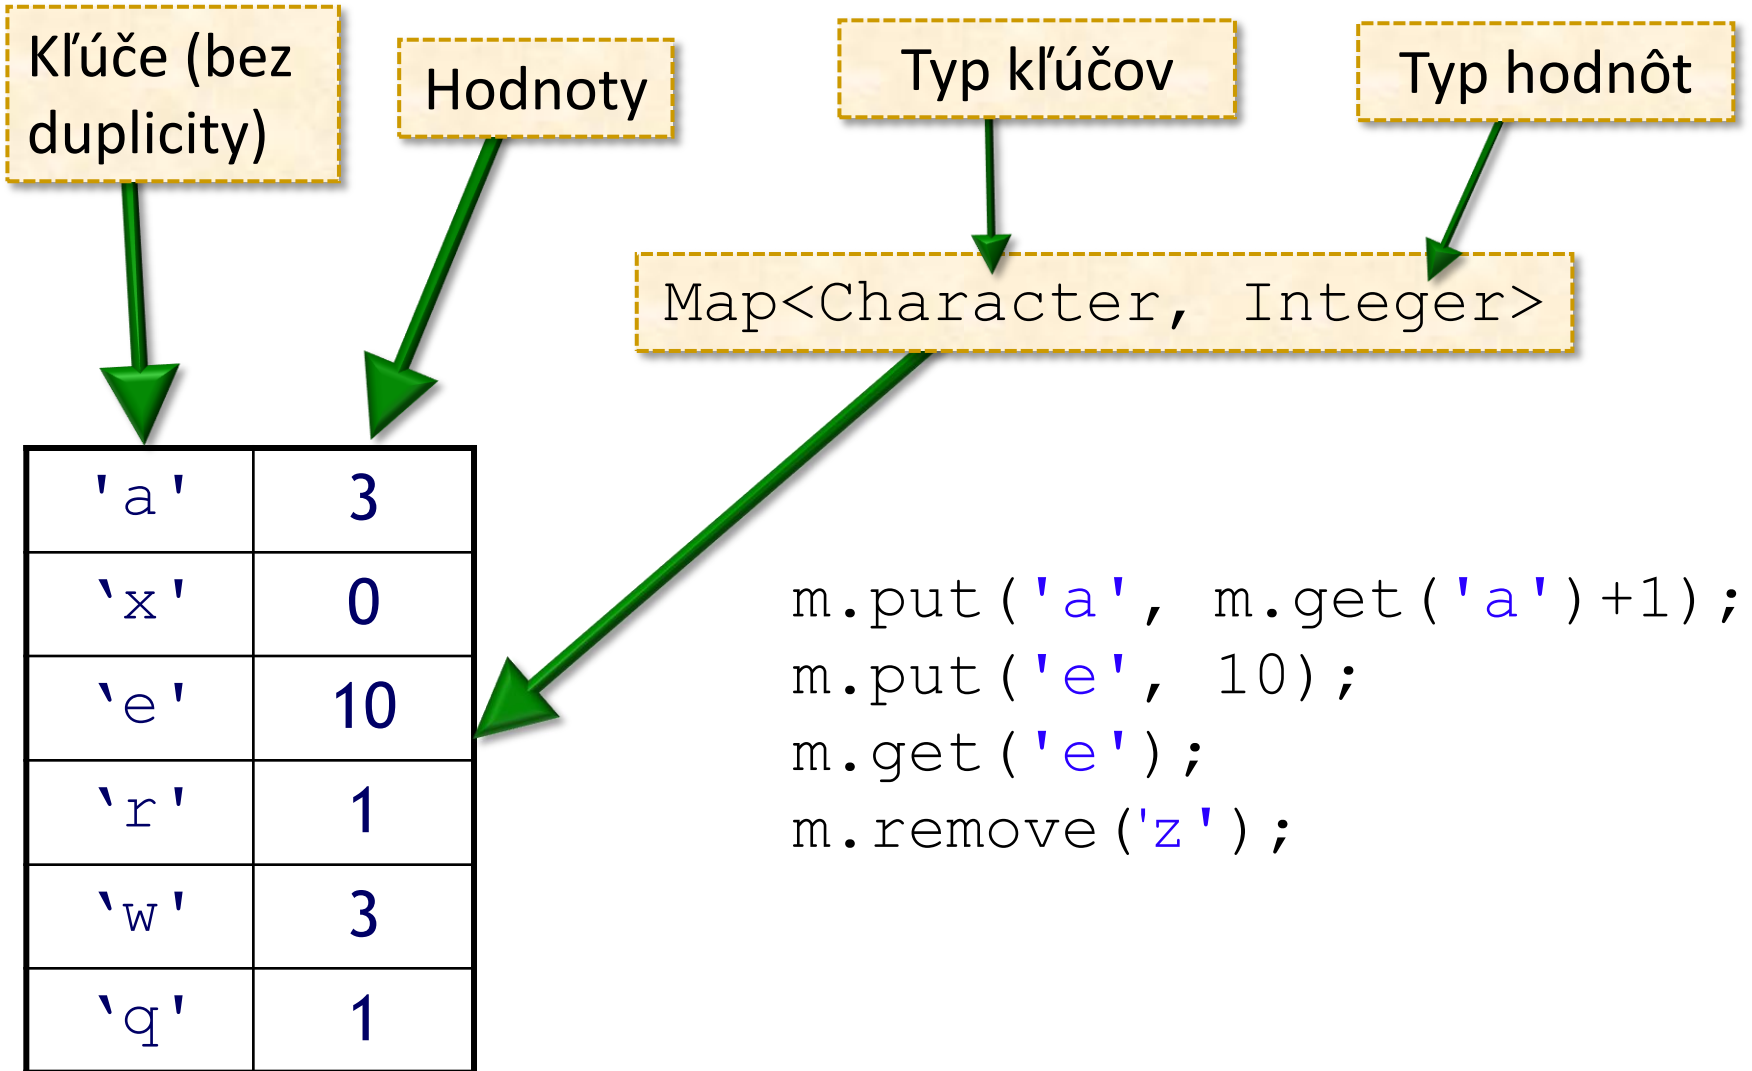 Kľúče (bez
duplicity)
Hodnoty
Typ kľúčov
Typ hodnôt
Map<Character, Integer>
'a' 3
‵x' 0
‵e' 10
‵r' 1
‵w' 3
‵q' 1
m.put('a', m.get('a')+1);
m.put('e', 10);
m.get('e');
m.remove('z');